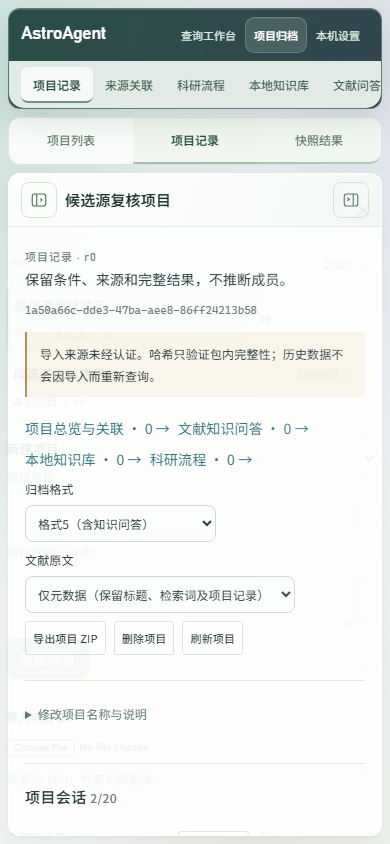 AstroAgent 查询工作台 项目归档 本机设置
项目记录 来源关联 科研流程 本地知识库 文献问答
项目列表 项目记录 快照结果
候选源复核项目
项目记录 · r0
保留条件、来源和完整结果，不推断成员。
1a50a66c-dde3-47ba-aee8-86ff24213b58
导入来源未经认证。哈希只验证包内完整性；历史数据不
会因导入而重新查询。
项目总览与关联 · 0→ 文献知识问答 · 0→
本地知识库 · 0→ 科研流程 · 0→
归档格式
格式5（含知识问答）
文献原文
仅元数据（保留标题、检索词及项目记录）
导出项目 ZIP 删除项目 刷新项目
▶ 修改项目名称与说明
Choose File No file chosen
项目会话 2/20